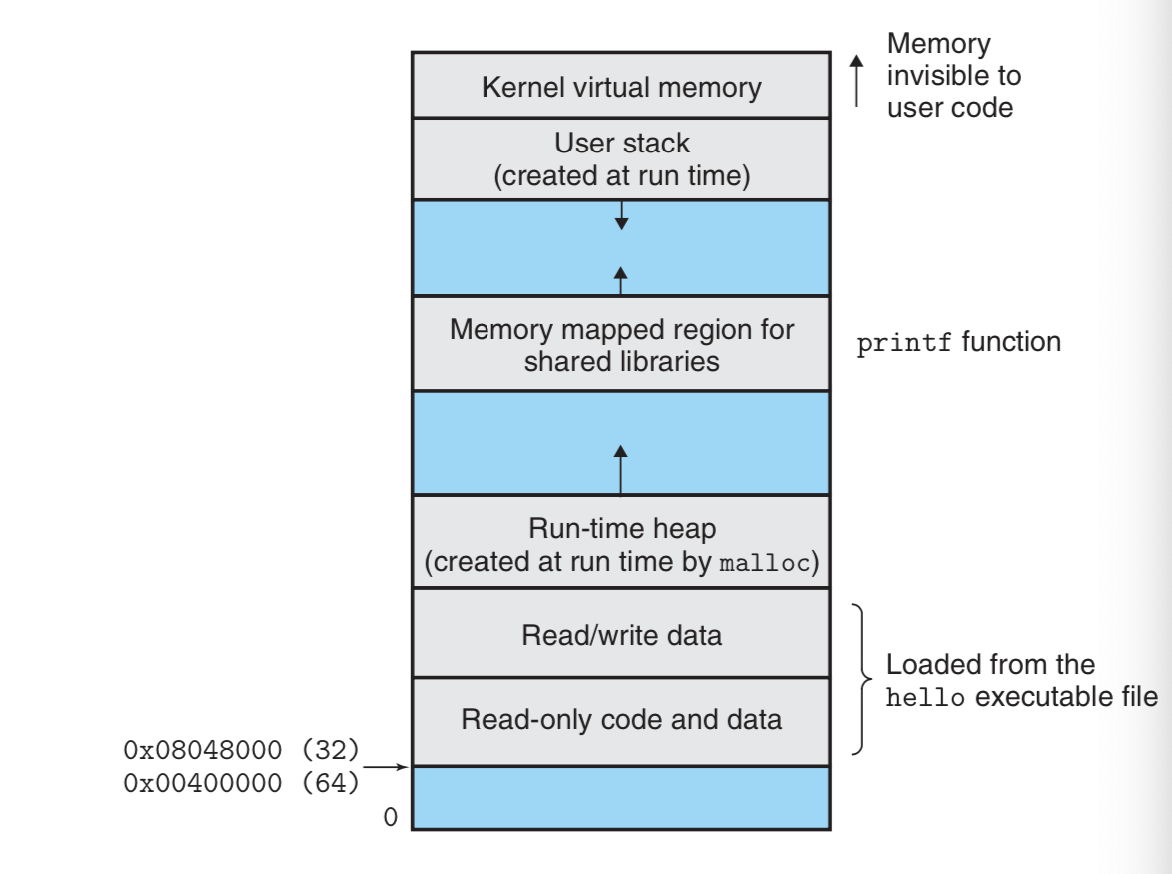 Memory
invisible to
user code
Kernel virtual memory
User stack
(created at run time)
Memory mapped region for
shared libraries
printf function
Run-time heap
(created at run time by malloc)
Read/write data
Loaded from the
hello executable file
Read-only code and data
0x08048000 (32)
0x00400000 (64)
0